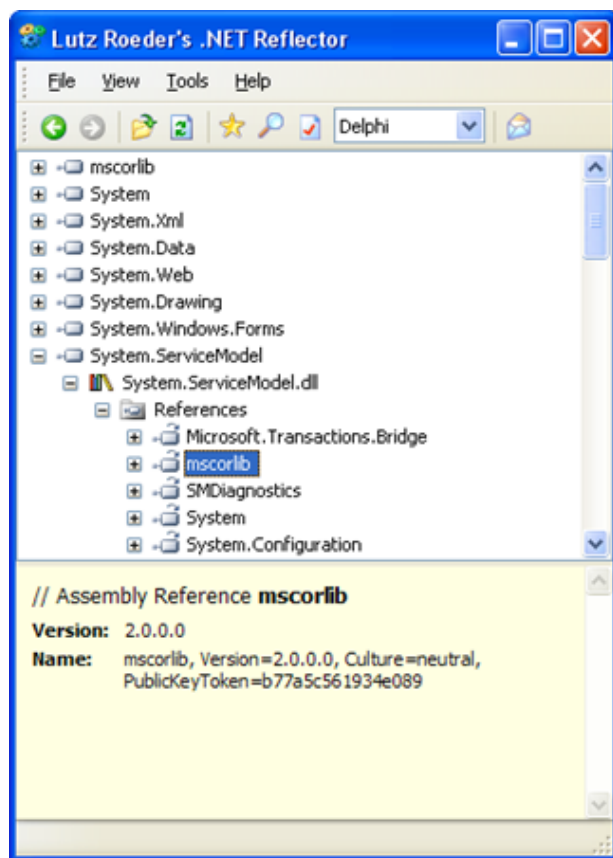 Lutz Roeder's .NET Reflector
File View Tools Help
Delphi
mscorlib
System
System.Xml
System.Data
System.Web
System.Drawing
System.Windows.Forms
System.ServiceModel
System.ServiceModel.dll
References
Microsoft.Transactions.Bridge
mscorlib
SMDiagnostics
System
System.Configuration
// Assembly Reference mscorlib
Version: 2.0.0.0
Name: mscorlib, Version=2.0.0.0, Culture=neutral,
PublicKeyToken=b77a5c561934e089